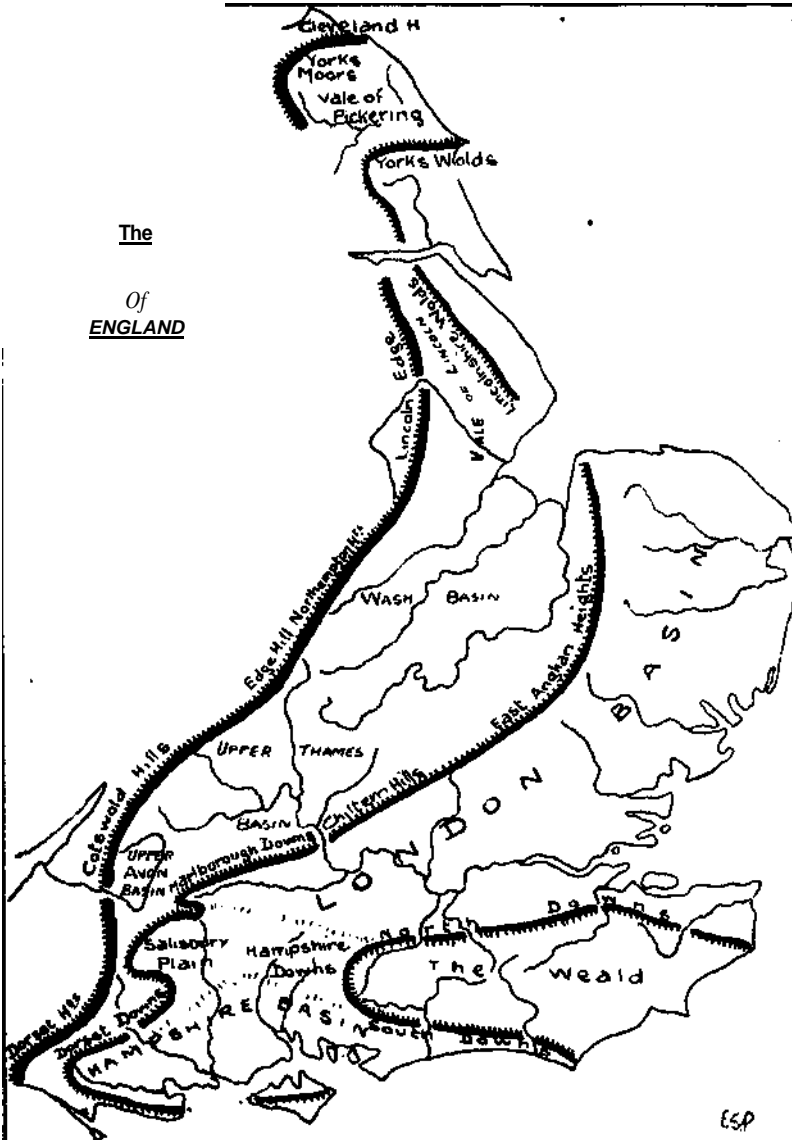 Cleveland H
Yorks
Moors
Vale of
Pickering
Yorks Wolds
The
Of
ENGLAND
Lincolnshire Wolds
VALE OF LINCOLN
Lincoln Edge
WASH BASIN
Edge Hill Northampton Hts
East Anglian Heights
UPPER THAMES
BASIN
Cotswold Hills
Chiltern Hills
LONDON BASIN
UPPER
AVON
BASIN
Marlborough Downs
North Downs
Salisbury
Plain
Hampshire
Downs
The Weald
Dorset Hts
Dorset Downs
HAMPSHIRE BASIN
South Downs
ESP